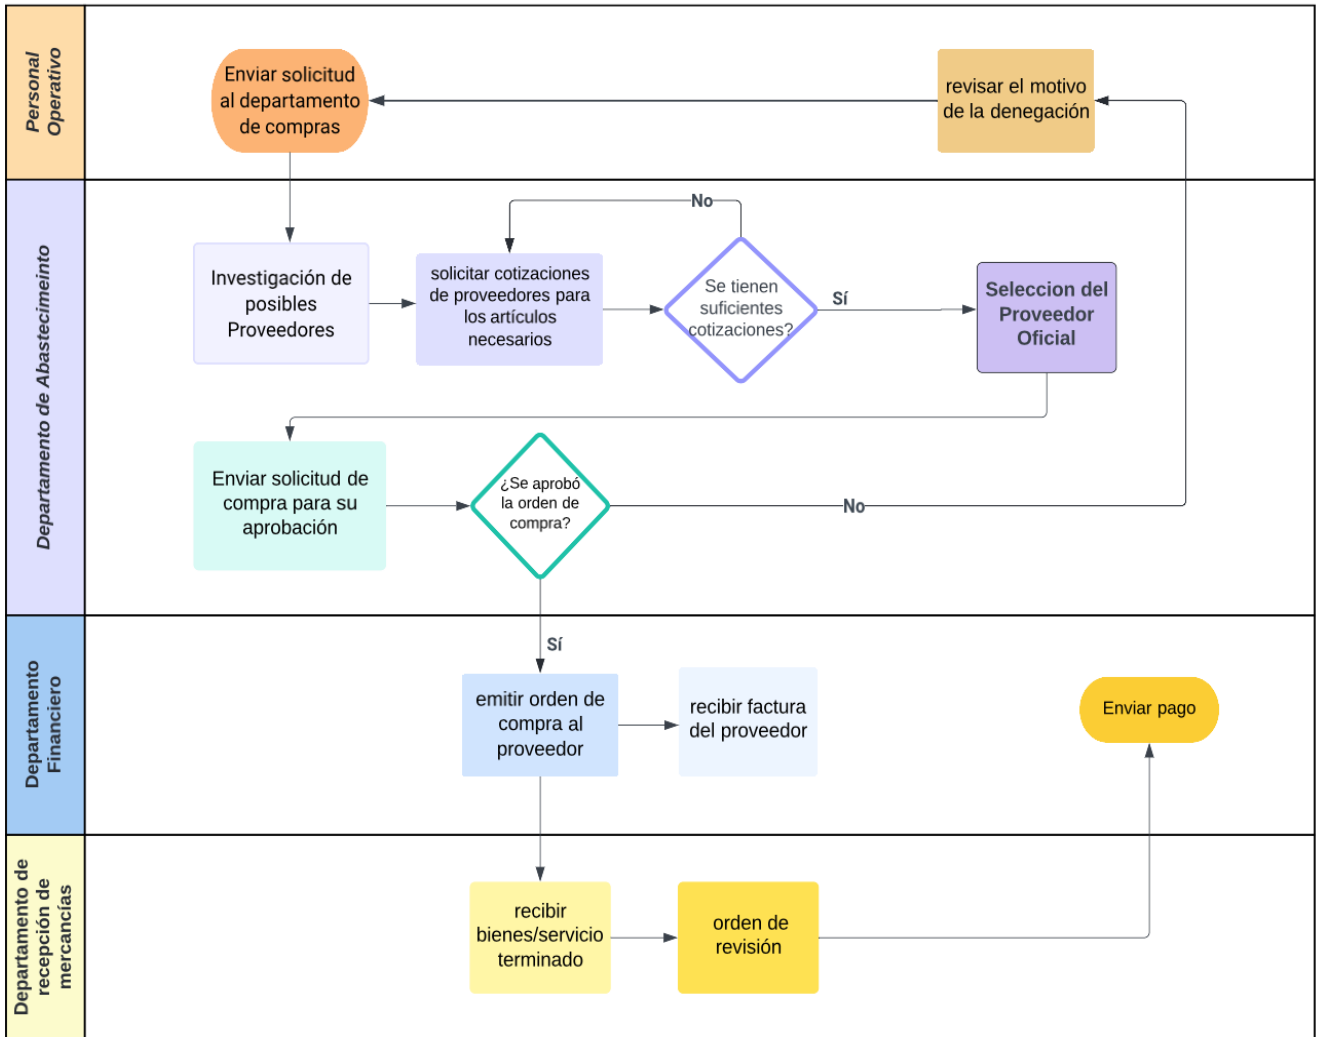 Personal
Operativo
Enviar solicitud
al departamento
de compras
revisar el motivo
de la denegación
Departamento de Abastecimeinto
No
Investigación de
posibles
Proveedores
solicitar cotizaciones
de proveedores para
los artículos
necesarios
Se tienen
suficientes
cotizaciones?
Sí
Seleccion del
Proveedor
Oficial
Enviar solicitud de
compra para su
aprobación
¿Se aprobó
la orden de
compra?
No
Sí
Departamento
Financiero
emitir orden de
compra al
proveedor
recibir factura
del proveedor
Enviar pago
Departamento de
recepción de
mercancías
recibir
bienes/servicio
terminado
orden de
revisión